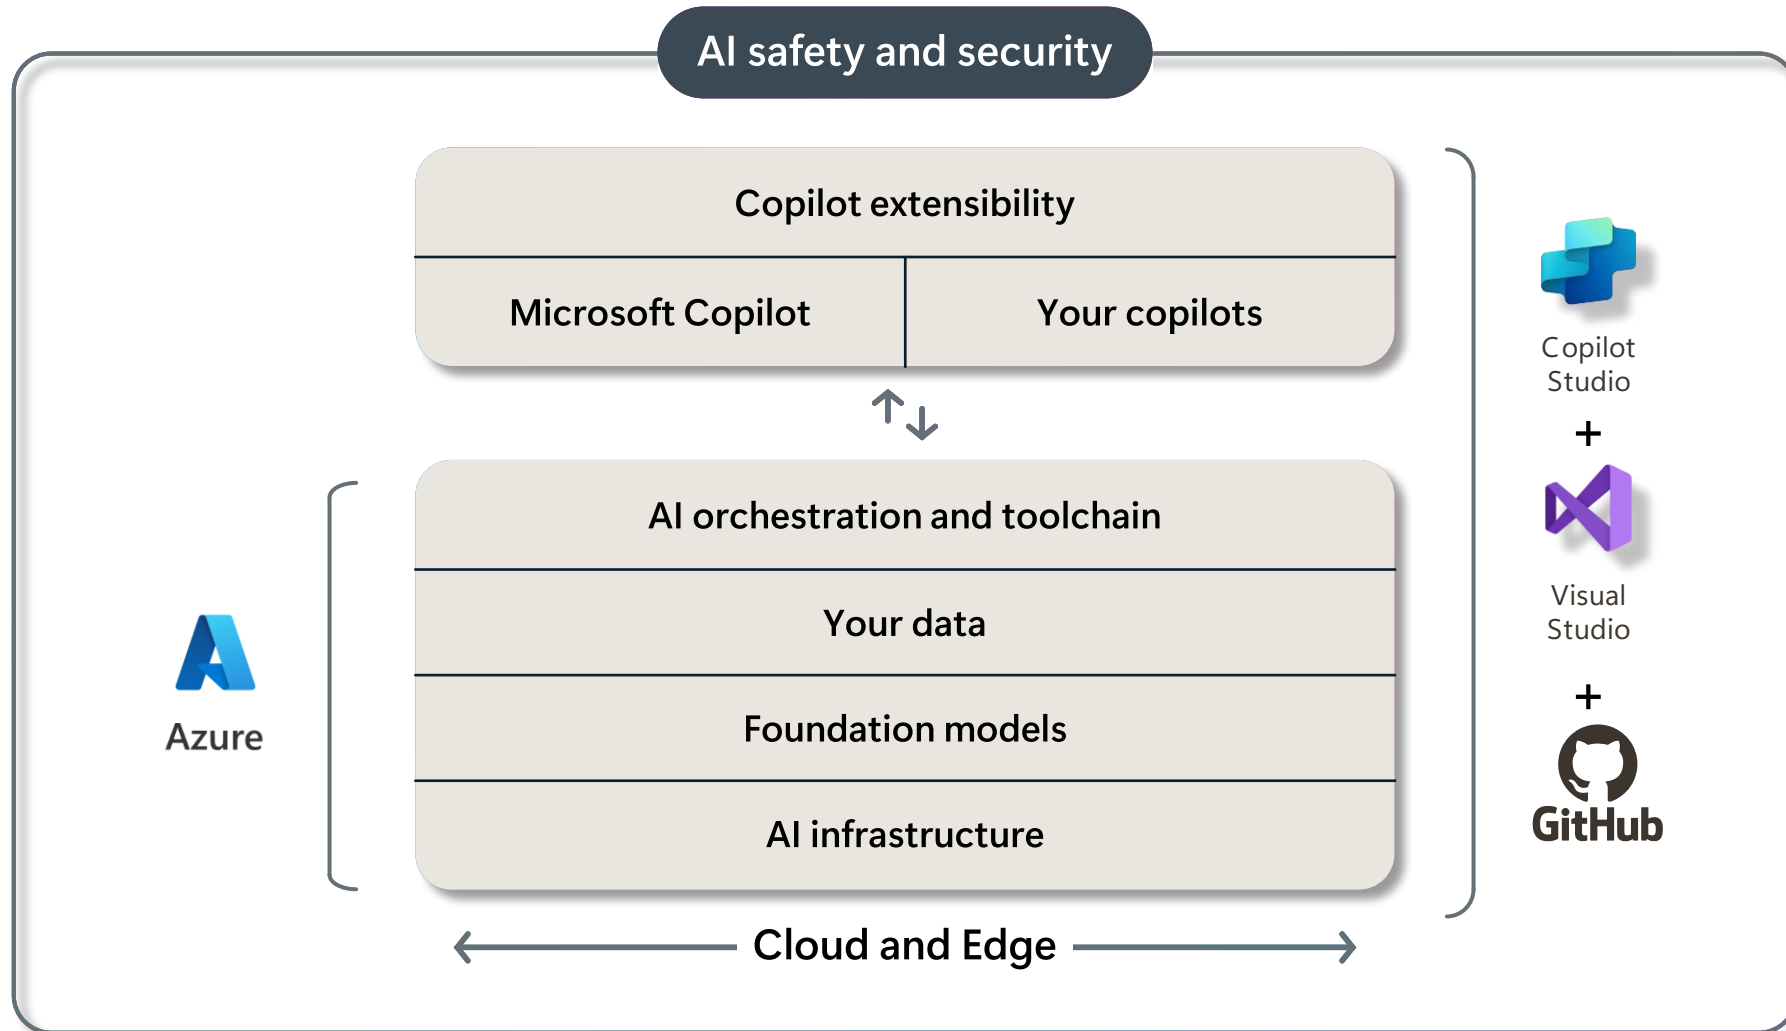 AI safety and security
Copilot extensibility
Microsoft Copilot
Your copilots
Copilot
Studio
+
AI orchestration and toolchain
Your data
Foundation models
AI infrastructure
Azure
Visual
Studio
+
GitHub
Cloud and Edge